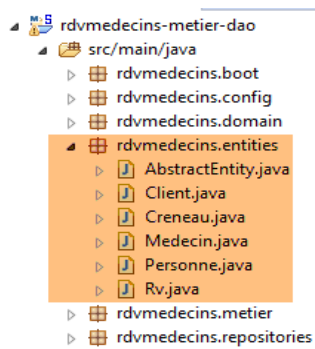 rdvmedecins-metier-dao
src/main/java
rdvmedecins.boot
rdvmedecins.config
rdvmedecins.domain
rdvmedecins.entities
AbstractEntity.java
Client.java
Creneau.java
Medecin.java
Personne.java
Rv.java
rdvmedecins.metier
rdvmedecins.repositories